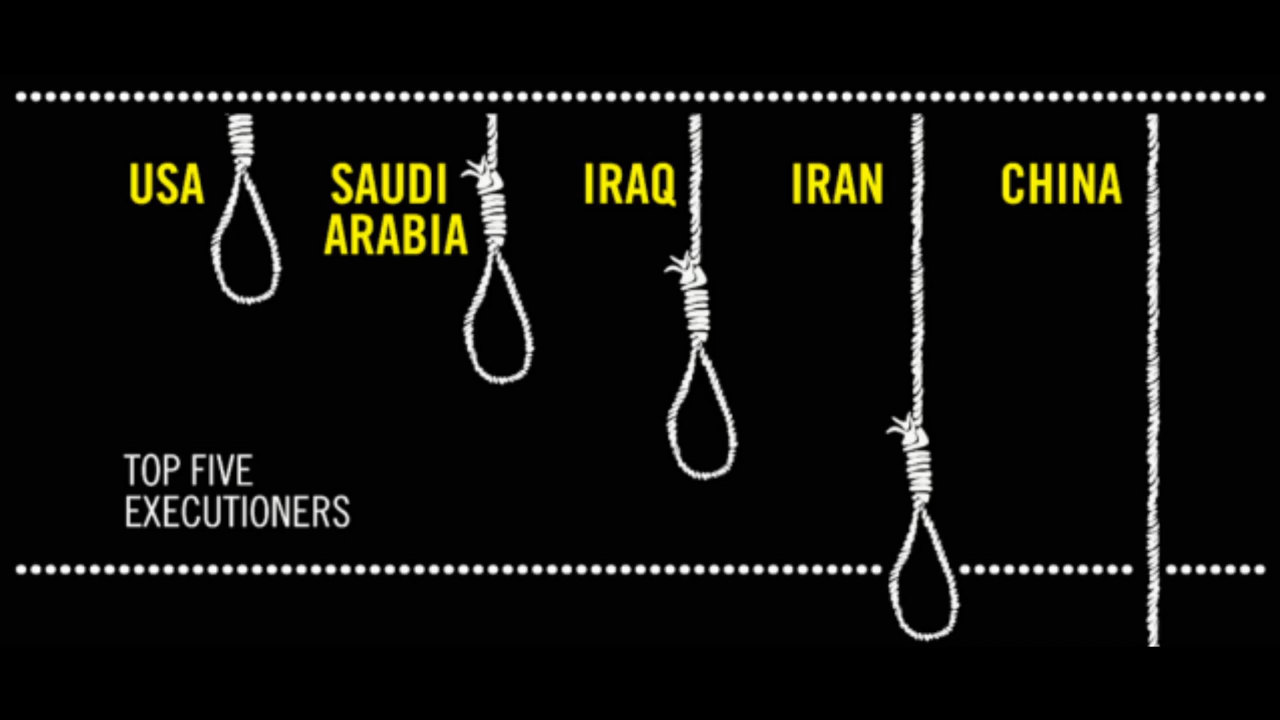 USA
SAUDI
ARABIA
IRAQ
IRAN
CHINA
TOP FIVE
EXECUTIONERS